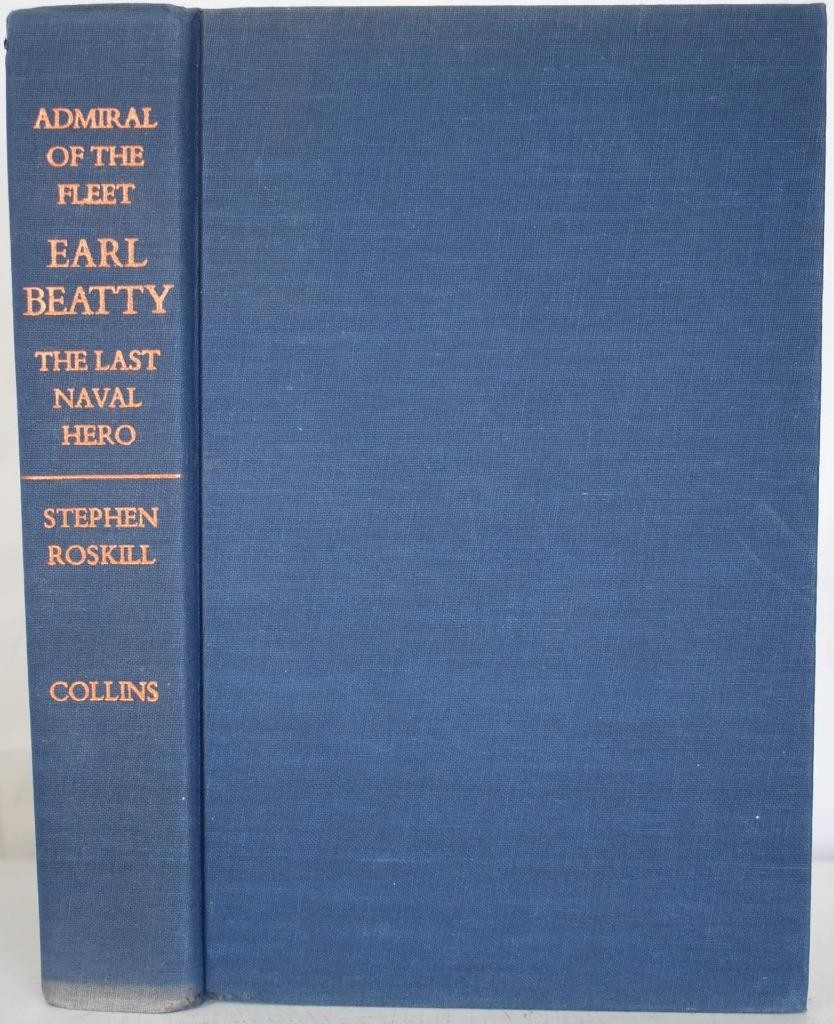 ADMIRAL
OF THE
FLEET
EARL
BEATTY
THE LAST
NAVAL
HERO
STEPHEN
ROSKILL
COLLINS